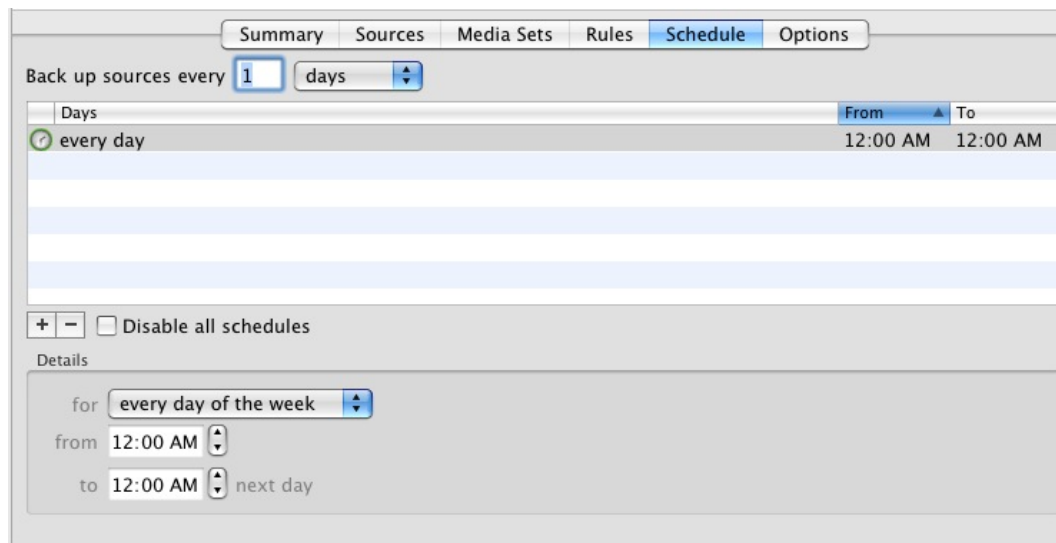 Summary Sources Media Sets Rules Schedule Options
Back up sources every 1 days
Days From To
every day 12:00 AM 12:00 AM
+ - Disable all schedules
Details
for every day of the week
from 12:00 AM
to 12:00 AM next day